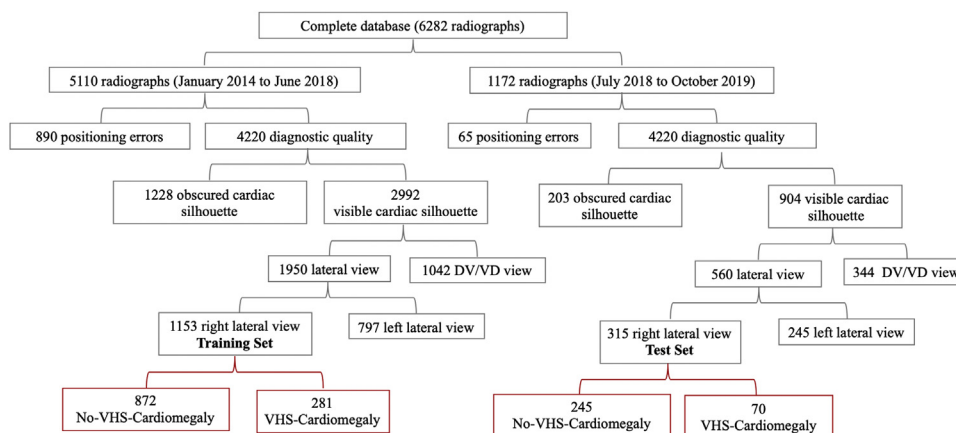 Complete database (6282 radiographs)
5110 radiographs (January 2014 to June 2018)
1172 radiographs (July 2018 to October 2019)
890 positioning errors
4220 diagnostic quality
65 positioning errors
4220 diagnostic quality
1228 obscured cardiac
silhouette
2992
visible cardiac silhouette
203 obscured cardiac
silhouette
904 visible cardiac
silhouette
1950 lateral view
1042 DV/VD view
560 lateral view
344 DV/VD view
1153 right lateral view
Training Set
797 left lateral view
315 right lateral view
Test Set
245 left lateral view
872
No-VHS-Cardiomegaly
281
VHS-Cardiomegaly
245
No-VHS-Cardiomegaly
70
VHS-Cardiomegaly